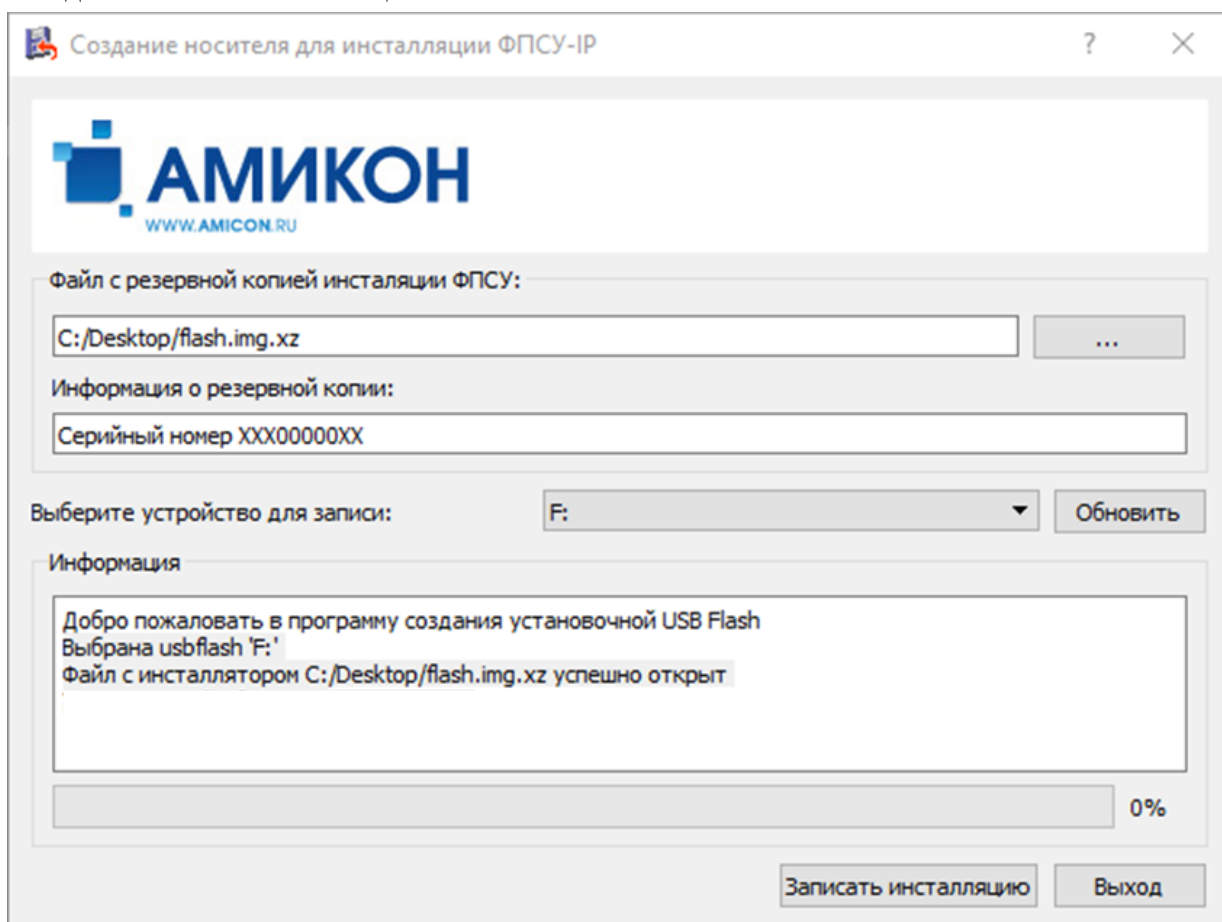 Создание носителя для инсталляции ФПСУ-IP
?
АМИКОН
WWW.AMICON.RU
Файл с резервной копией инсталяции ФПСУ:
C:/Desktop/flash.img.xz
...
Информация о резервной копии:
Серийный номер XXX00000XX
Выберите устройство для записи:
F:
Обновить
Информация
Добро пожаловать в программу создания установочной USB Flash
Выбрана usbflash 'F:'
Файл с инсталлятором C:/Desktop/flash.img.xz успешно открыт
0%
Записать инсталляцию
Выход